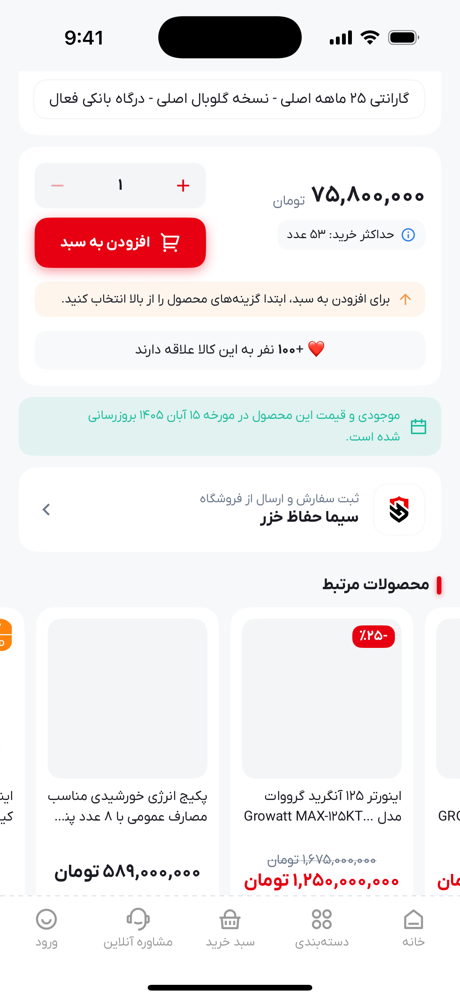 9:41
گارانتی ۲۵ ماهه اصلی - نسخه گلوبال اصلی - درگاه بانکی فعال
۷۵,۸۰۰,۰۰۰ تومان
۱
حداکثر خرید: ۵۳ عدد
افزودن به سبد
برای افزودن به سبد، ابتدا گزینه‌های محصول را از بالا انتخاب کنید.
+۱۰۰ نفر به این کالا علاقه دارند
موجودی و قیمت این محصول در مورخه ۱۵ آبان ۱۴۰۵ بروزرسانی
شده است.
ثبت سفارش و ارسال از فروشگاه
سیما حفاظ خزر
محصولات مرتبط
-۲۵٪
اینورتر ۱۲۵ آنگرید گرووات
مدل Growatt MAX-۱۲۵KT...
۱,۶۷۵,۰۰۰,۰۰۰ تومان
۱,۲۵۰,۰۰۰,۰۰۰ تومان
پکیج انرژی خورشیدی مناسب
مصارف عمومی با ۸ عدد پنـ...
۵۸۹,۰۰۰,۰۰۰ تومان
خانه
دسته‌بندی
سبد خرید
مشاوره آنلاین
ورود